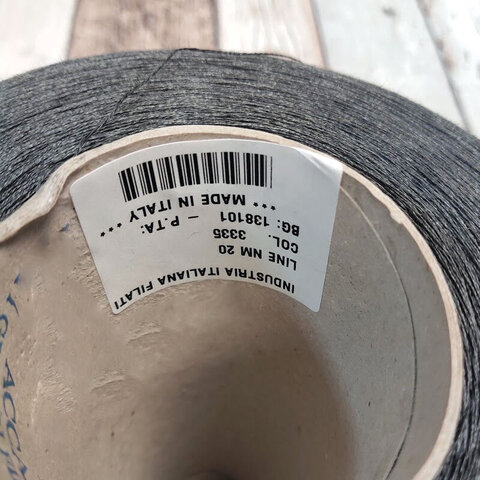 INDUSTRIA ITALIANA FILATI
LINE NM 20
COL. 3335
BG: 138101 - P.TA:
*** MADE IN ITALY ***